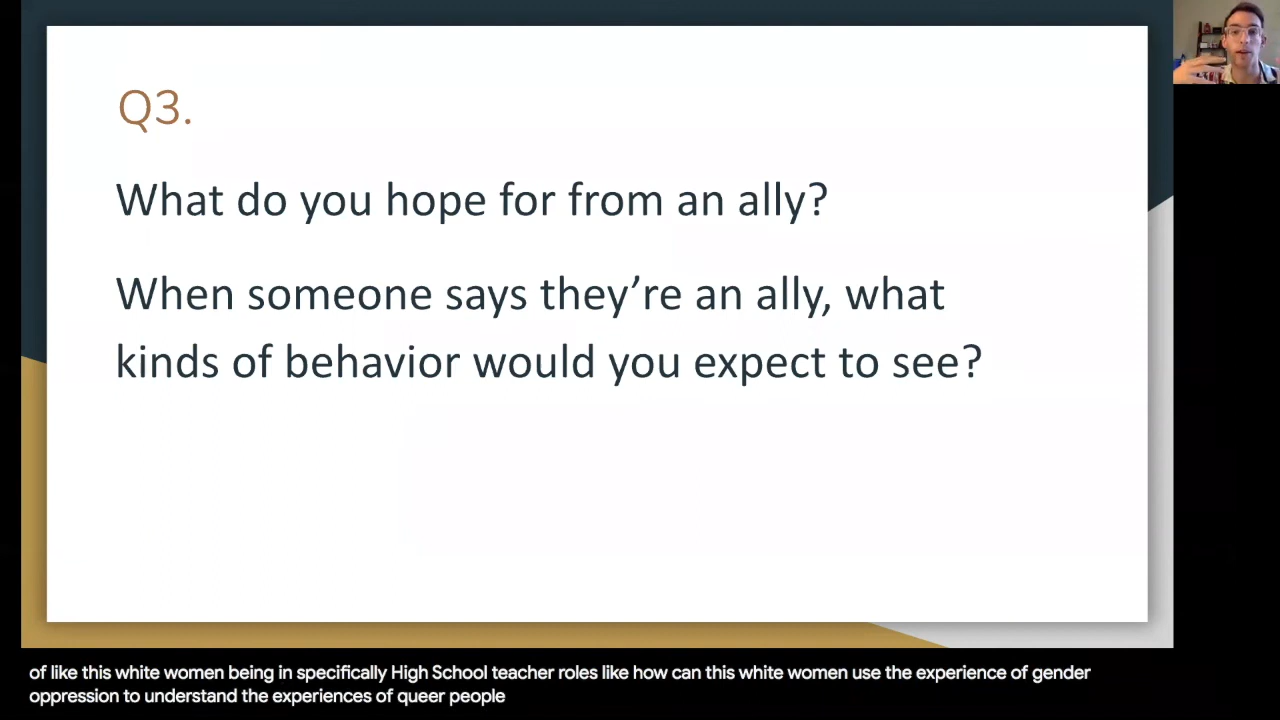 Q3.
What do you hope for from an ally?
When someone says they’re an ally, what
kinds of behavior would you expect to see?
of like this white women being in specifically High School teacher roles like how can this white women use the experience of gender
oppression to understand the experiences of queer people